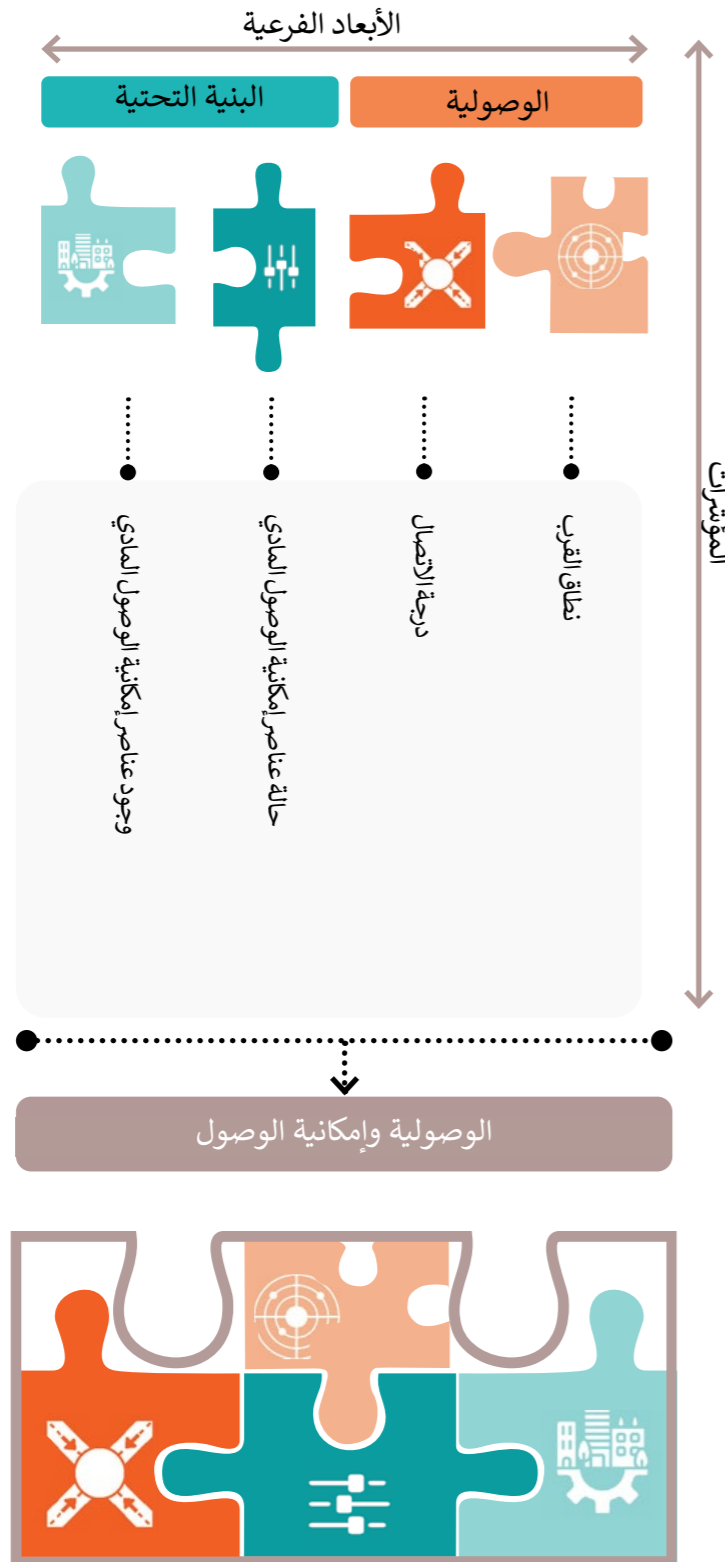 الأبعاد الفرعية
الوصولية
البنية التحتية
المؤشرات
نطاق القرب
درجة الاتصال
حالة عناصر إمكانية الوصول المادي
وجود عناصر إمكانية الوصول المادي
الوصولية وإمكانية الوصول